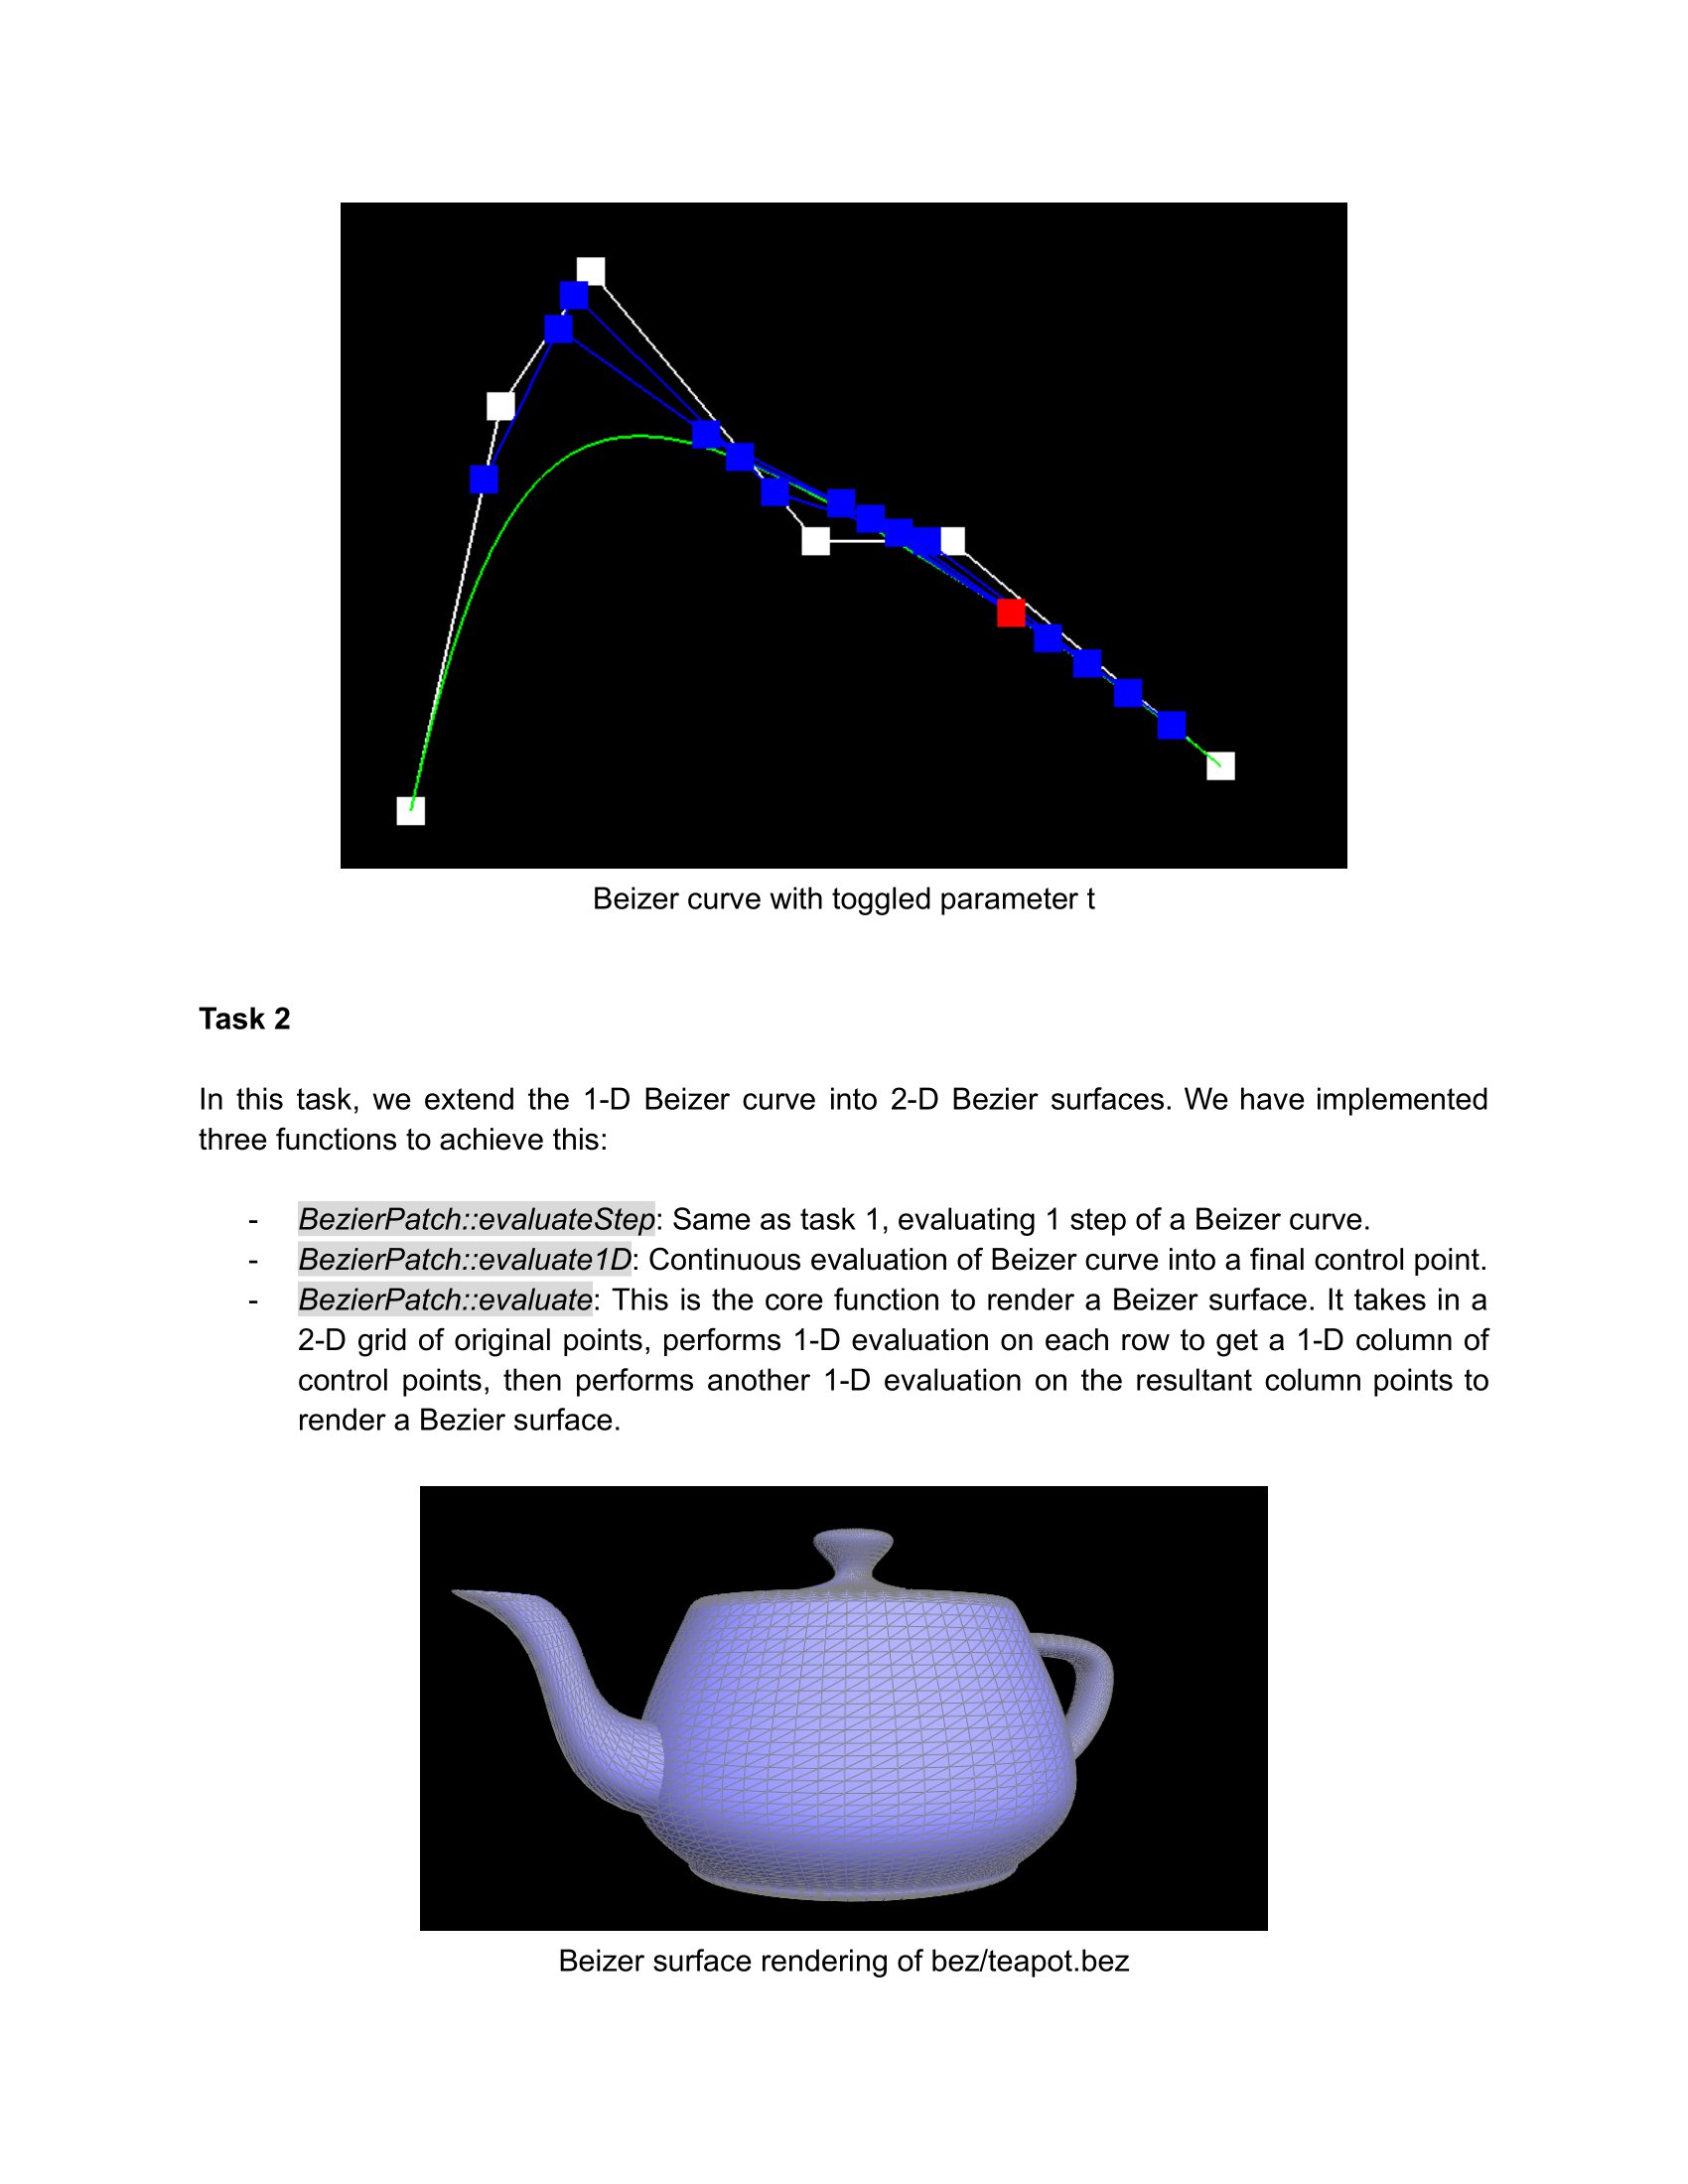 Beizer curve with toggled parameter t
Task 2
In this task, we extend the 1-D Beizer curve into 2-D Bezier surfaces. We have implemented
three functions to achieve this:
- BezierPatch::evaluateStep: Same as task 1, evaluating 1 step of a Beizer curve.
- BezierPatch::evaluate1D: Continuous evaluation of Beizer curve into a final control point.
- BezierPatch::evaluate: This is the core function to render a Beizer surface. It takes in a
2-D grid of original points, performs 1-D evaluation on each row to get a 1-D column of
control points, then performs another 1-D evaluation on the resultant column points to
render a Bezier surface.
Beizer surface rendering of bez/teapot.bez